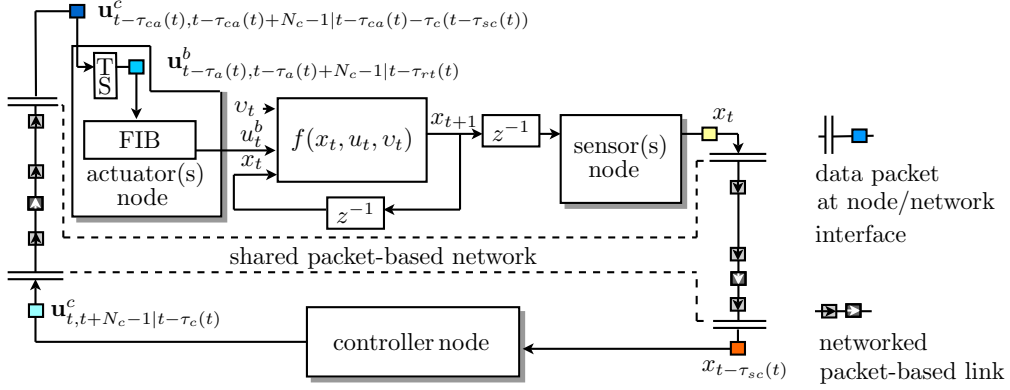 u^c_{t−τ_{ca}(t),t−τ_{ca}(t)+N_c−1|t−τ_{ca}(t)−τ_c(t−τ_{sc}(t))}
T
S
u^b_{t−τ_a(t),t−τ_a(t)+N_c−1|t−τ_{rt}(t)}
FIB
actuator(s)
node
υ_t
u^b_t
x_t
f(x_t, u_t, υ_t)
x_{t+1}
z^{−1}
z^{−1}
sensor(s)
node
x_t
data packet
at node/network
interface
shared packet-based network
u^c_{t,t+N_c−1|t−τ_c(t)}
controller node
x_{t−τ_{sc}(t)}
networked
packet-based link